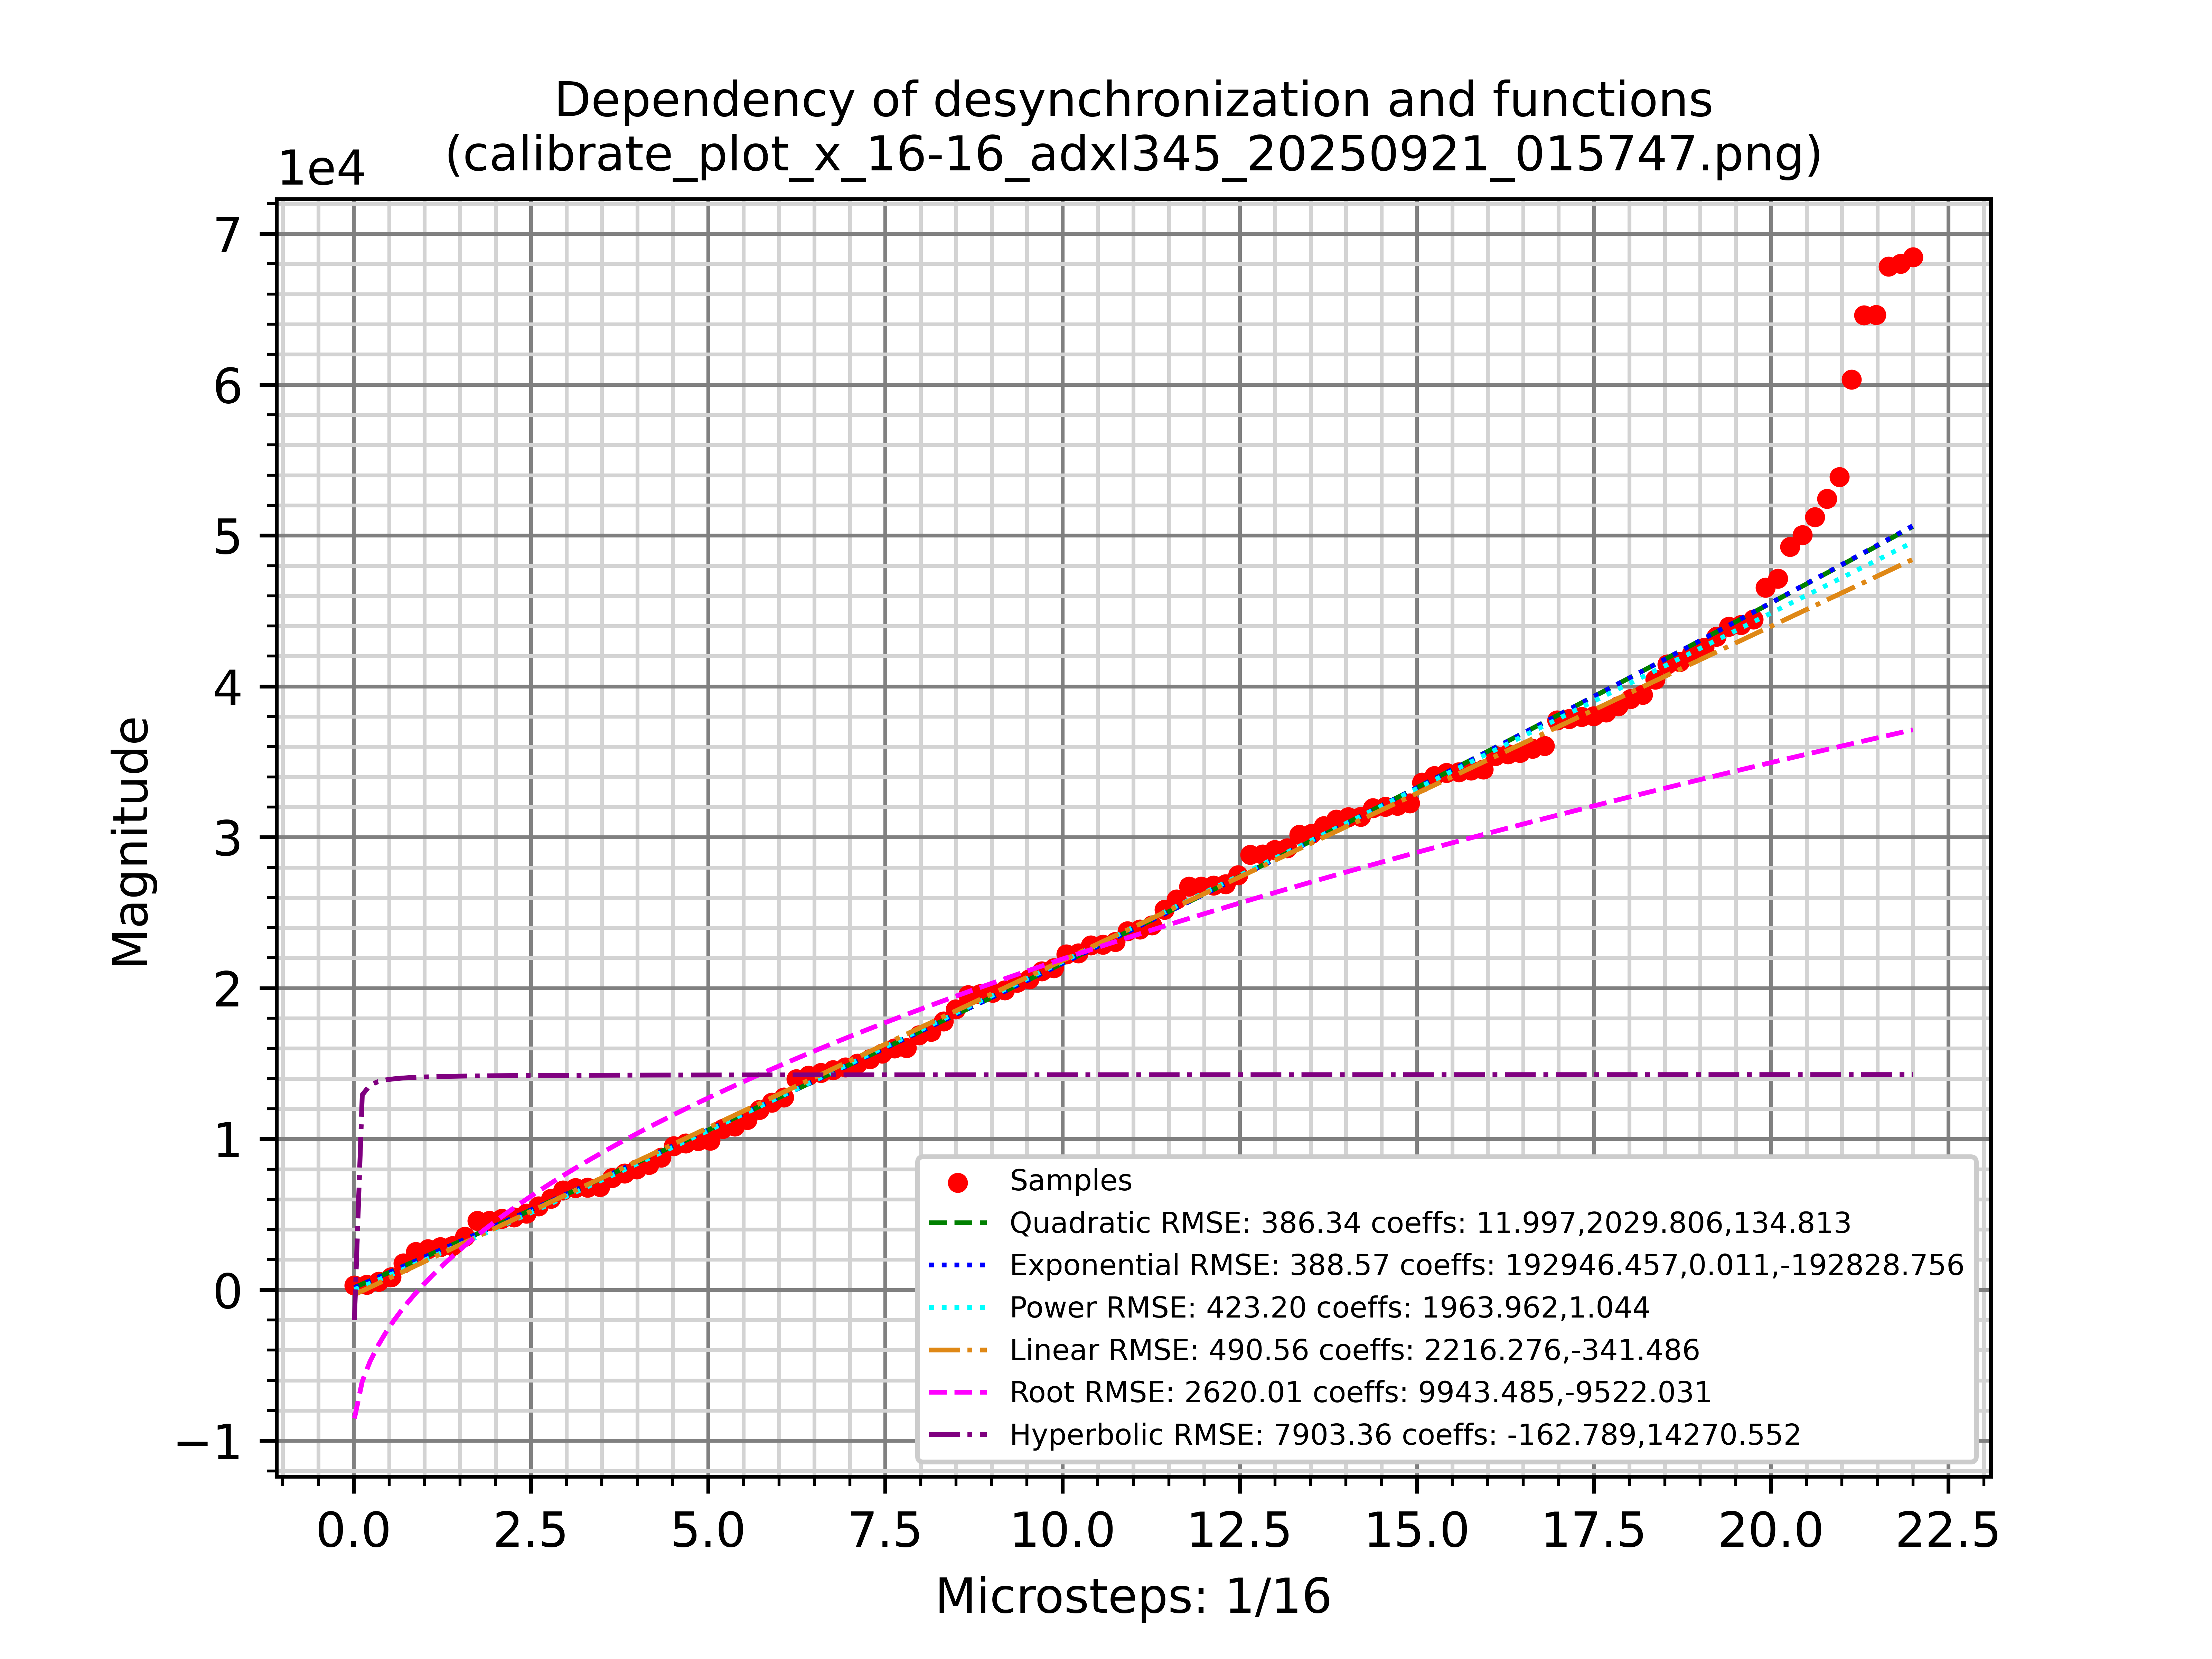 Dependency of desynchronization and functions
(calibrate_plot_x_16-16_adxl345_20250921_015747.png)
1e4
7
6
5
4
3
2
1
0
−1
Magnitude
Samples
Quadratic RMSE: 386.34 coeffs: 11.997,2029.806,134.813
Exponential RMSE: 388.57 coeffs: 192946.457,0.011,-192828.756
Power RMSE: 423.20 coeffs: 1963.962,1.044
Linear RMSE: 490.56 coeffs: 2216.276,-341.486
Root RMSE: 2620.01 coeffs: 9943.485,-9522.031
Hyperbolic RMSE: 7903.36 coeffs: -162.789,14270.552
0.0 2.5 5.0 7.5 10.0 12.5 15.0 17.5 20.0 22.5
Microsteps: 1/16